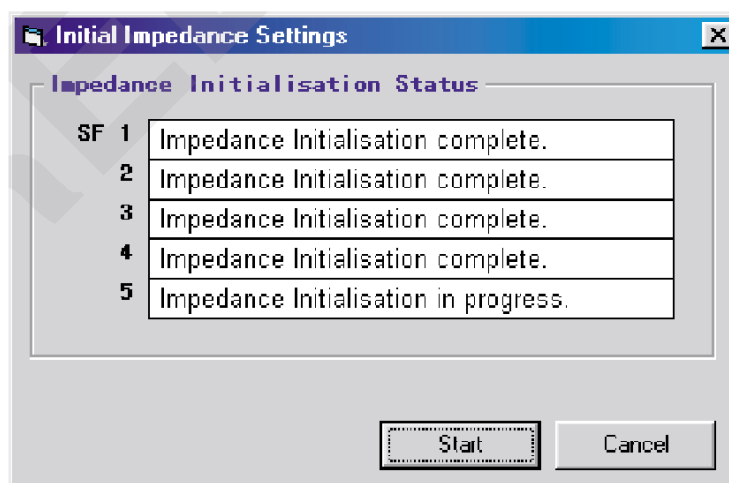 Initial Impedance Settings
Impedance Initialisation Status
SF 1 Impedance Initialisation complete.
2 Impedance Initialisation complete.
3 Impedance Initialisation complete.
4 Impedance Initialisation complete.
5 Impedance Initialisation in progress.
Start Cancel